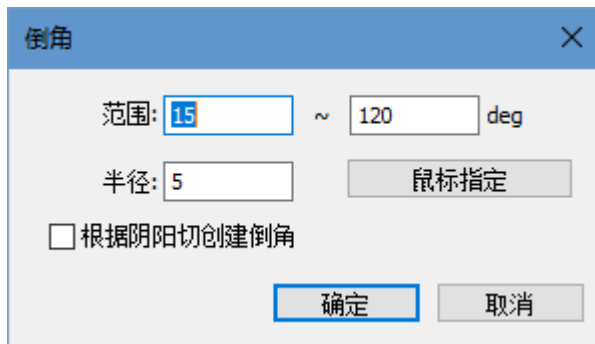 倒角
范围: 15 ~ 120 deg
半径: 5 鼠标指定
根据阴阳切创建倒角
确定 取消